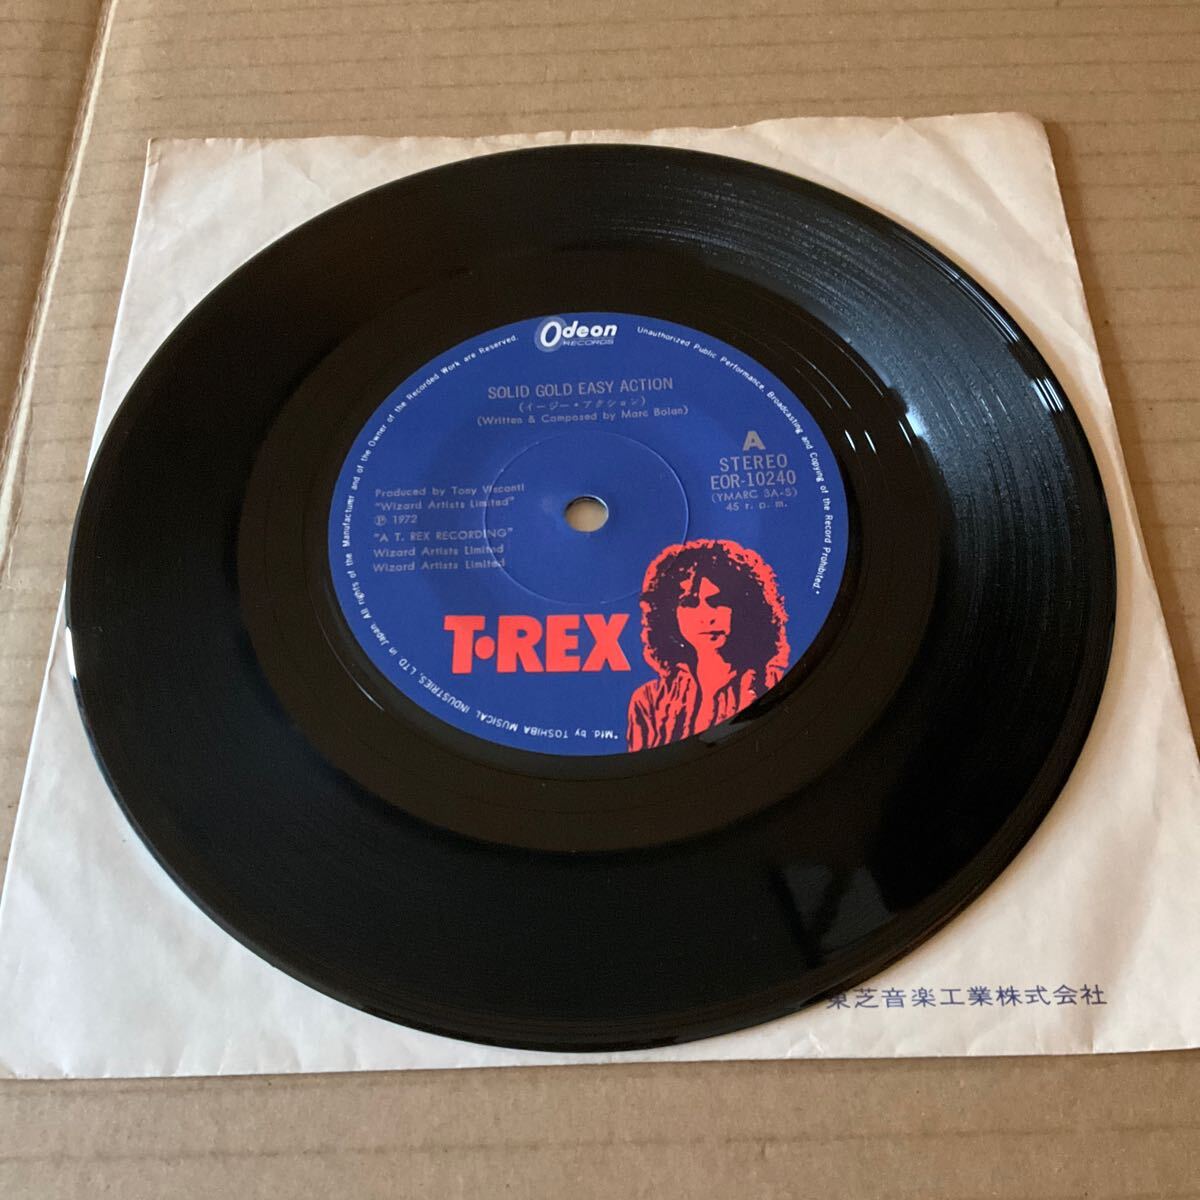 Odeon
RECORDS
SOLID GOLD EASY ACTION
(イージー・アクション)
(Written & Composed by Marc Bolan)
A
STEREO
EOR-10240
(YMARC 3A-S)
45 r. p. m.
Produced by Tony Visconti
"Wizard Artists Limited"
Ⓟ 1972
"A T. REX RECORDING"
Wizard Artists Limited
Wizard Artists Limited
T•REX
"Mfd. by TOSHIBA MUSICAL INDUSTRIES, LTD. in Japan All rights of the Manufacturer and of the Owner of the Recorded Work are Reserved. Unauthorized Public Performance, Broadcasting and Copying of the Record Prohibited"
東芝音楽工業株式会社